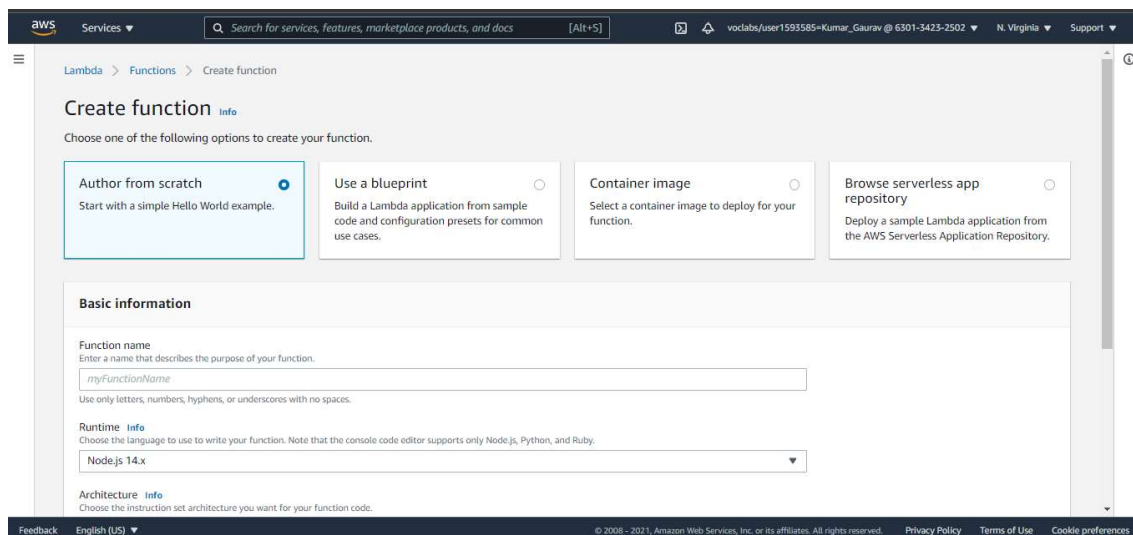 aws Services ▼ Search for services, features, marketplace products, and docs [Alt+S] voclabs/user1593585=Kumar_Gaurav @ 6301-3423-2502 ▼ N. Virginia ▼ Support ▼
Lambda > Functions > Create function
Create function Info
Choose one of the following options to create your function.
Author from scratch
Start with a simple Hello World example.
Use a blueprint
Build a Lambda application from sample
code and configuration presets for common
use cases.
Container image
Select a container image to deploy for your
function.
Browse serverless app
repository
Deploy a sample Lambda application from
the AWS Serverless Application Repository.
Basic information
Function name
Enter a name that describes the purpose of your function.
myFunctionName
Use only letters, numbers, hyphens, or underscores with no spaces.
Runtime Info
Choose the language to use to write your function. Note that the console code editor supports only Node.js, Python, and Ruby.
Node.js 14.x
Architecture Info
Choose the instruction set architecture you want for your function code.
Feedback English (US) ▼ © 2008 - 2021, Amazon Web Services, Inc. or its affiliates. All rights reserved. Privacy Policy Terms of Use Cookie preferences